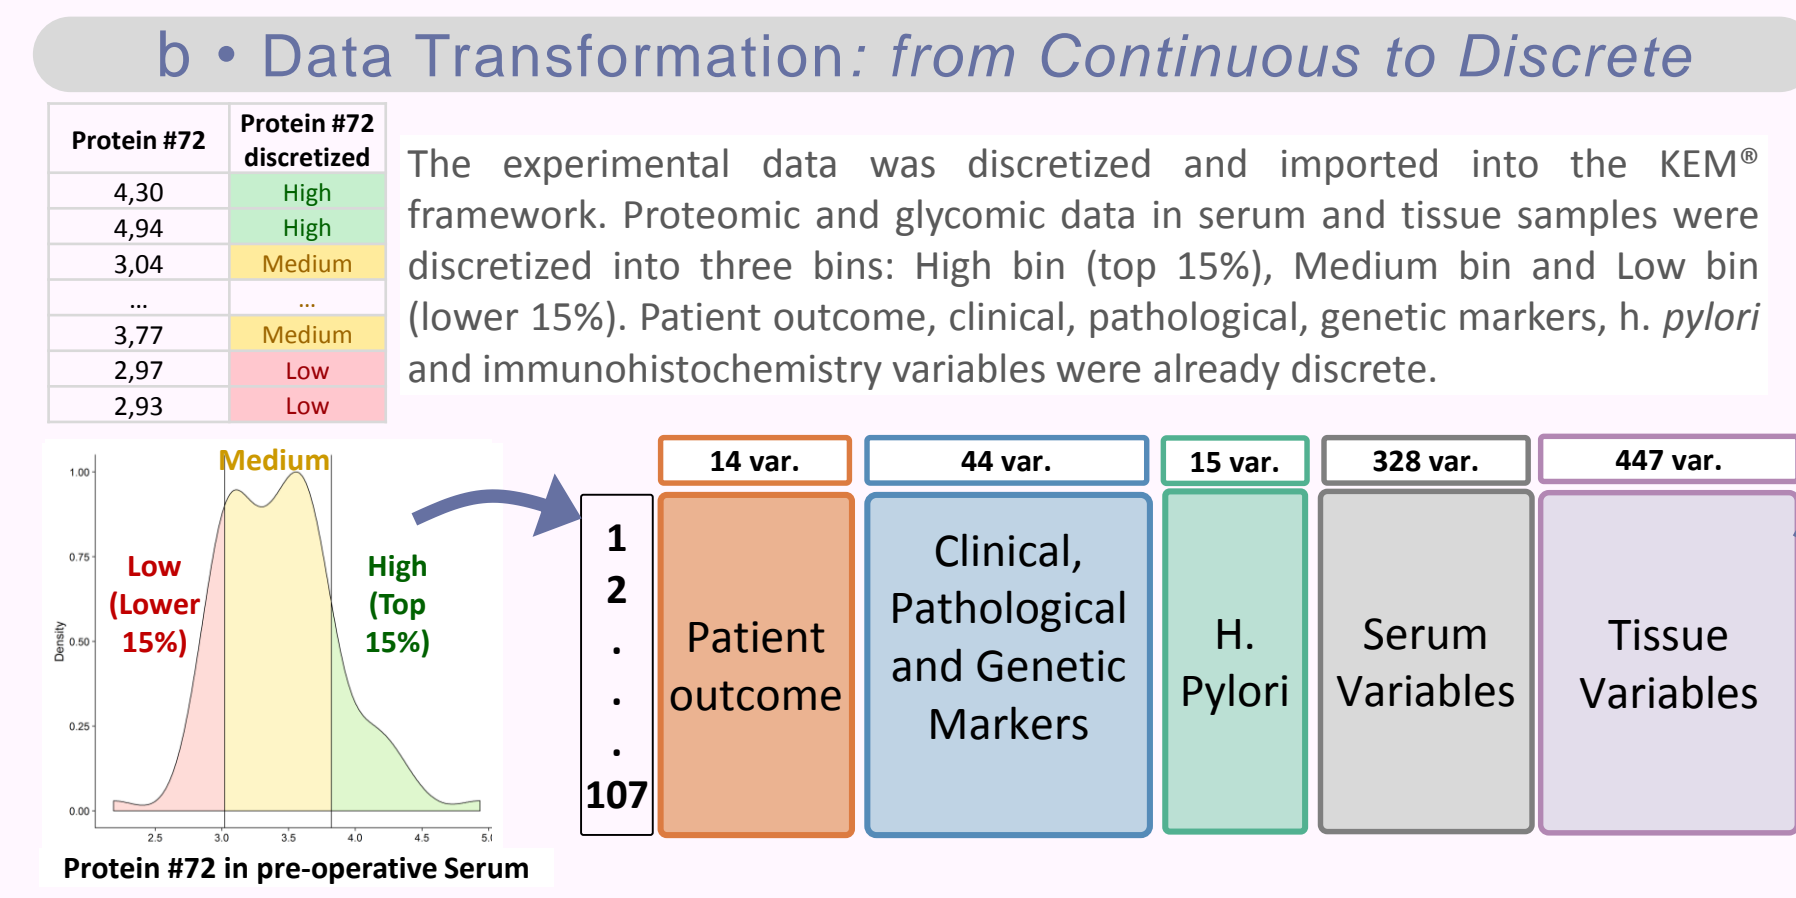 b • Data Transformation: from Continuous to Discrete
Protein #72
Protein #72
discretized
4,30 High
4,94 High
3,04 Medium
... ...
3,77 Medium
2,97 Low
2,93 Low
The experimental data was discretized and imported into the KEM®
framework. Proteomic and glycomic data in serum and tissue samples were
discretized into three bins: High bin (top 15%), Medium bin and Low bin
(lower 15%). Patient outcome, clinical, pathological, genetic markers, h. pylori
and immunohistochemistry variables were already discrete.
Medium
Low
(Lower
15%)
High
(Top
15%)
Density
1.00
0.75
0.50
0.25
0.00
2.5 3.0 3.5 4.0 4.5 5.0
Protein #72 in pre-operative Serum
1
2
.
.
.
107
14 var.
Patient
outcome
44 var.
Clinical,
Pathological
and Genetic
Markers
15 var.
H.
Pylori
328 var.
Serum
Variables
447 var.
Tissue
Variables